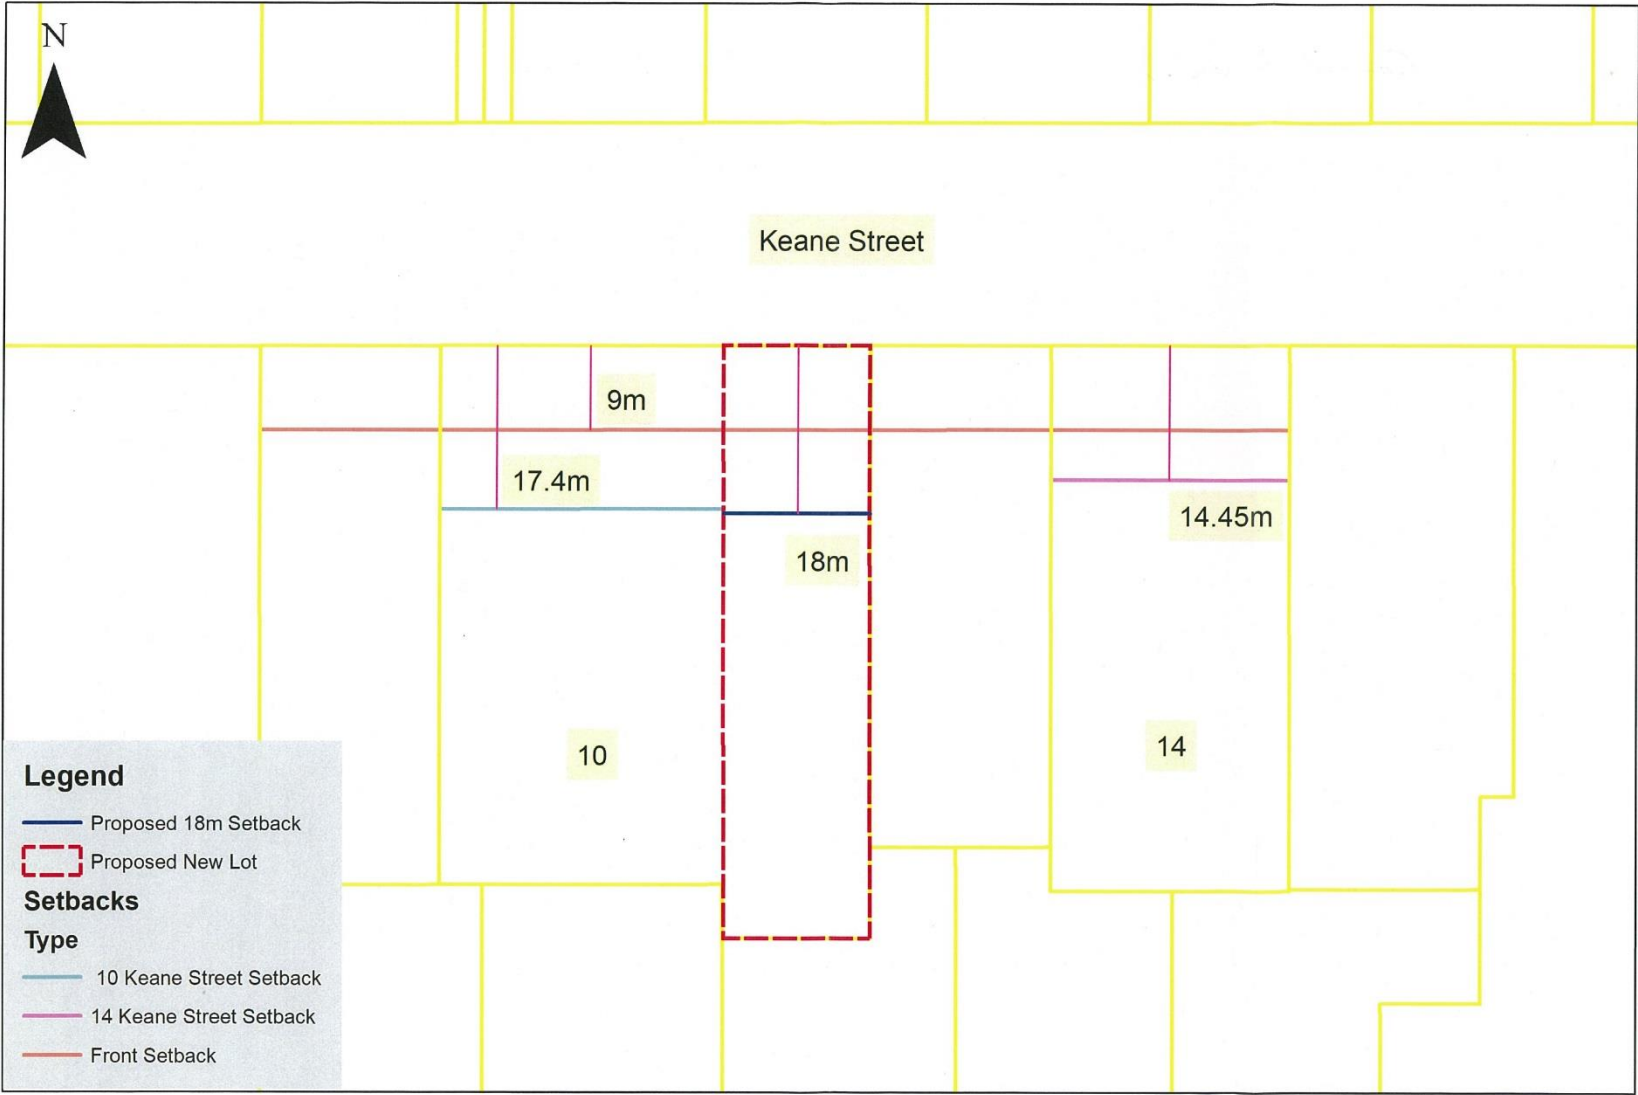 N
Keane Street
9m
17.4m
14.45m
18m
10
14
Legend
Proposed 18m Setback
Proposed New Lot
Setbacks
Type
10 Keane Street Setback
14 Keane Street Setback
Front Setback